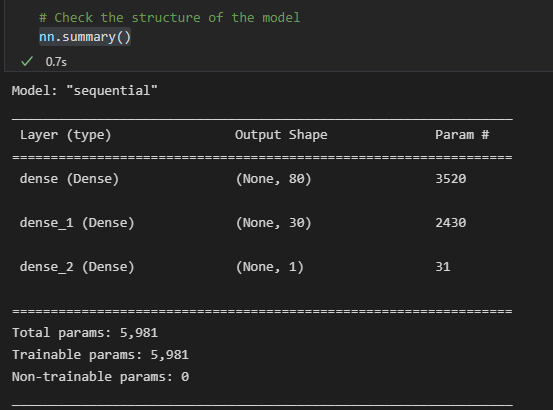 # Check the structure of the model
nn.summary()
✓ 0.7s
Model: "sequential"
_________________________________________________________________
Layer (type) Output Shape Param #
=================================================================
dense (Dense) (None, 80) 3520
dense_1 (Dense) (None, 30) 2430
dense_2 (Dense) (None, 1) 31
=================================================================
Total params: 5,981
Trainable params: 5,981
Non-trainable params: 0
_________________________________________________________________